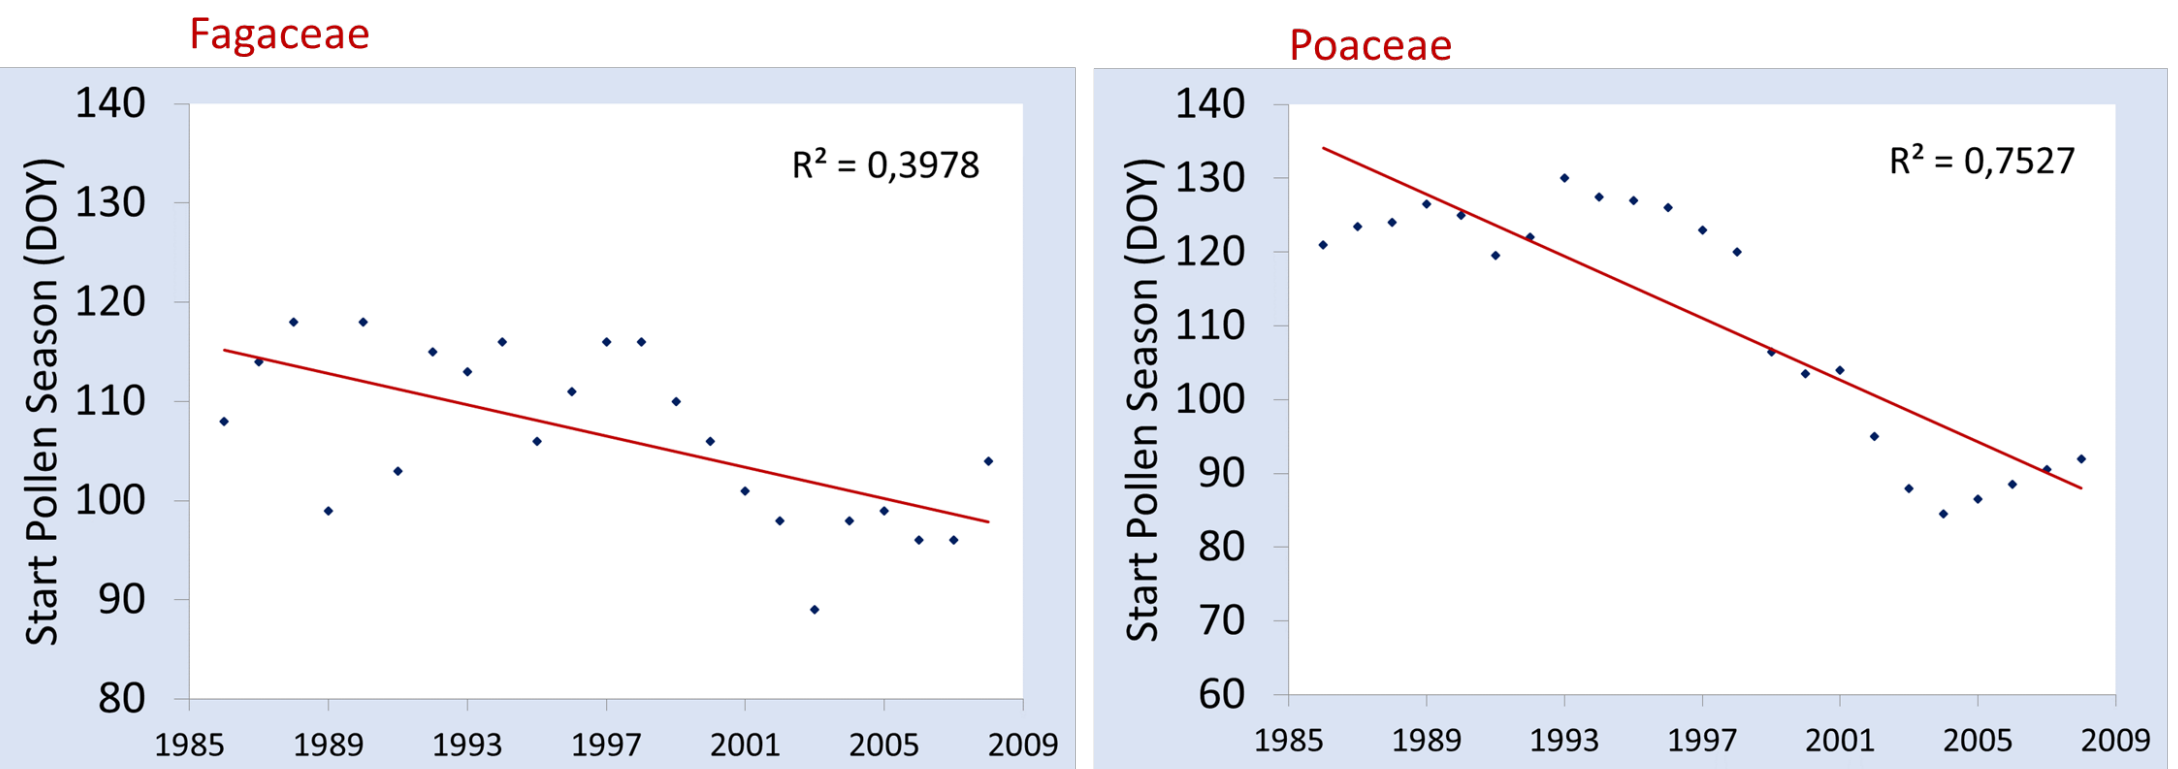 Fagaceae
Start Pollen Season (DOY)
140
130
120
110
100
90
80
R² = 0,3978
1985 1989 1993 1997 2001 2005 2009
Poaceae
Start Pollen Season (DOY)
140
130
120
110
100
90
80
70
60
R² = 0,7527
1985 1989 1993 1997 2001 2005 2009